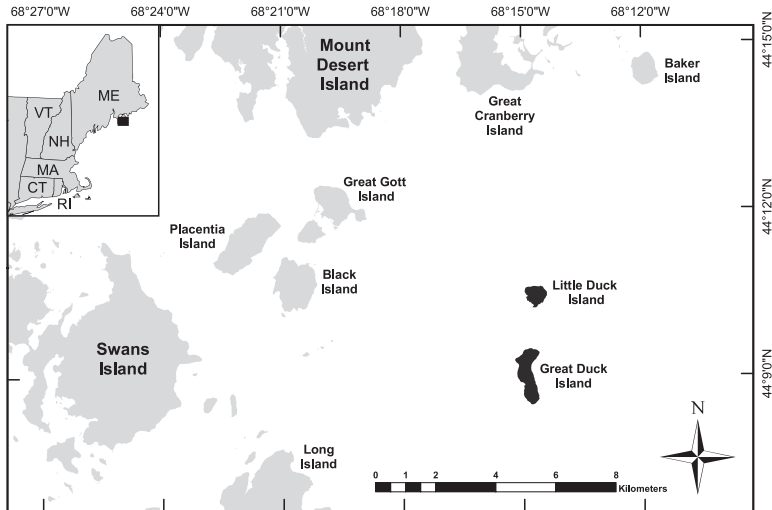 68°27'0"W 68°24'0"W 68°21'0"W 68°18'0"W 68°15'0"W 68°12'0"W
44°15'0"N
44°12'0"N
44°9'0"N
ME
VT
NH
MA
CT
RI
Mount
Desert
Island
Great
Cranberry
Island
Baker
Island
Great Gott
Island
Placentia
Island
Black
Island
Little Duck
Island
Swans
Island
Great Duck
Island
Long
Island
N
0 1 2 4 6 8
Kilometers